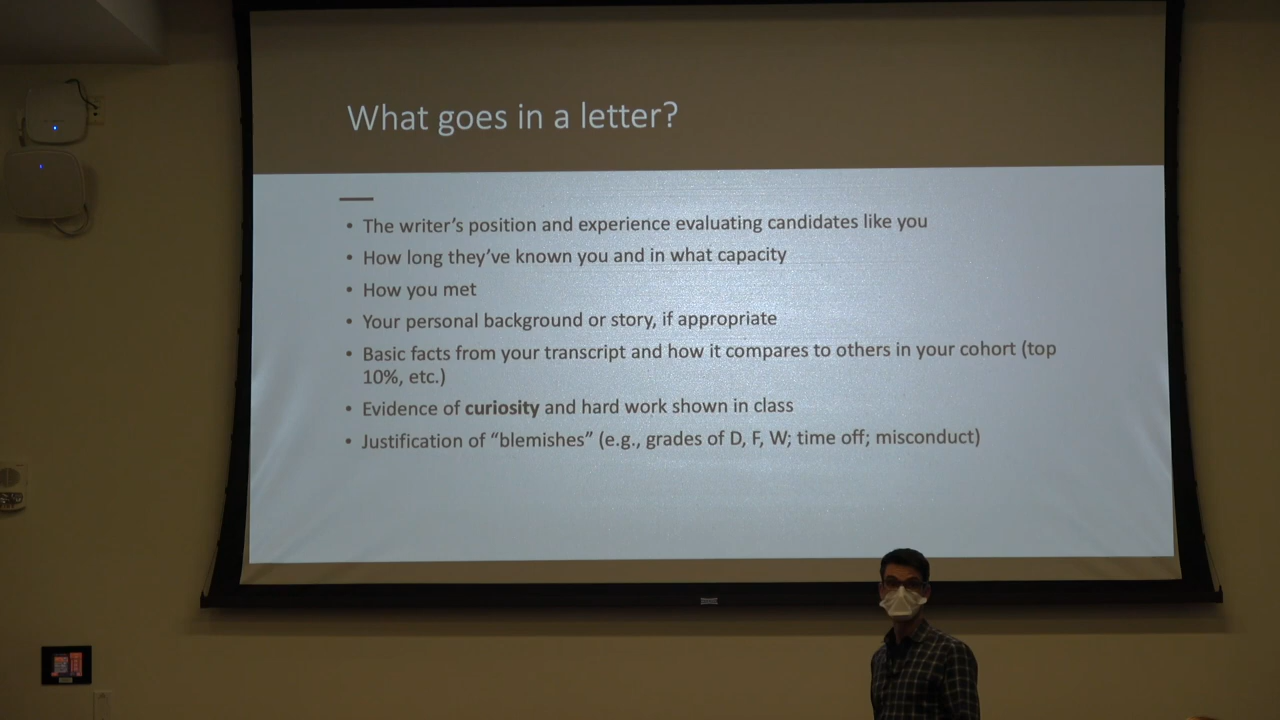 What goes in a letter?
• The writer's position and experience evaluating candidates like you
• How long they've known you and in what capacity
• How you met
• Your personal background or story, if appropriate
• Basic facts from your transcript and how it compares to others in your cohort (top
10%, etc.)
• Evidence of curiosity and hard work shown in class
• Justification of “blemishes” (e.g., grades of D, F, W; time off; misconduct)